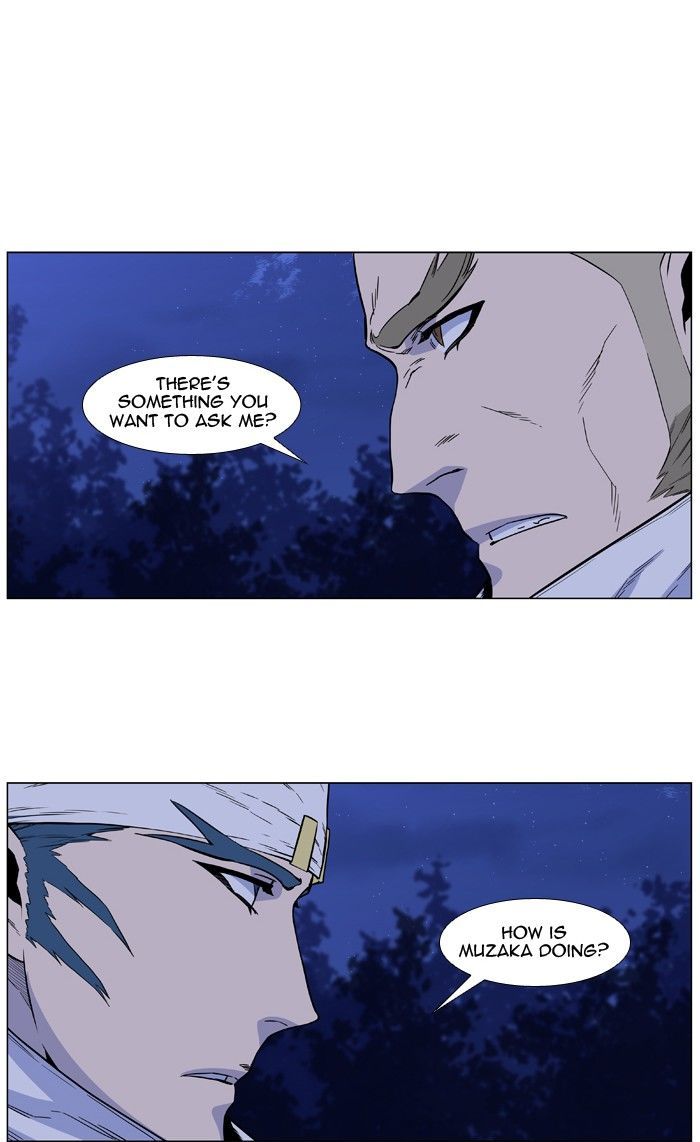 THERE'S
SOMETHING YOU
WANT TO ASK ME?
HOW IS
MUZAKA DOING?